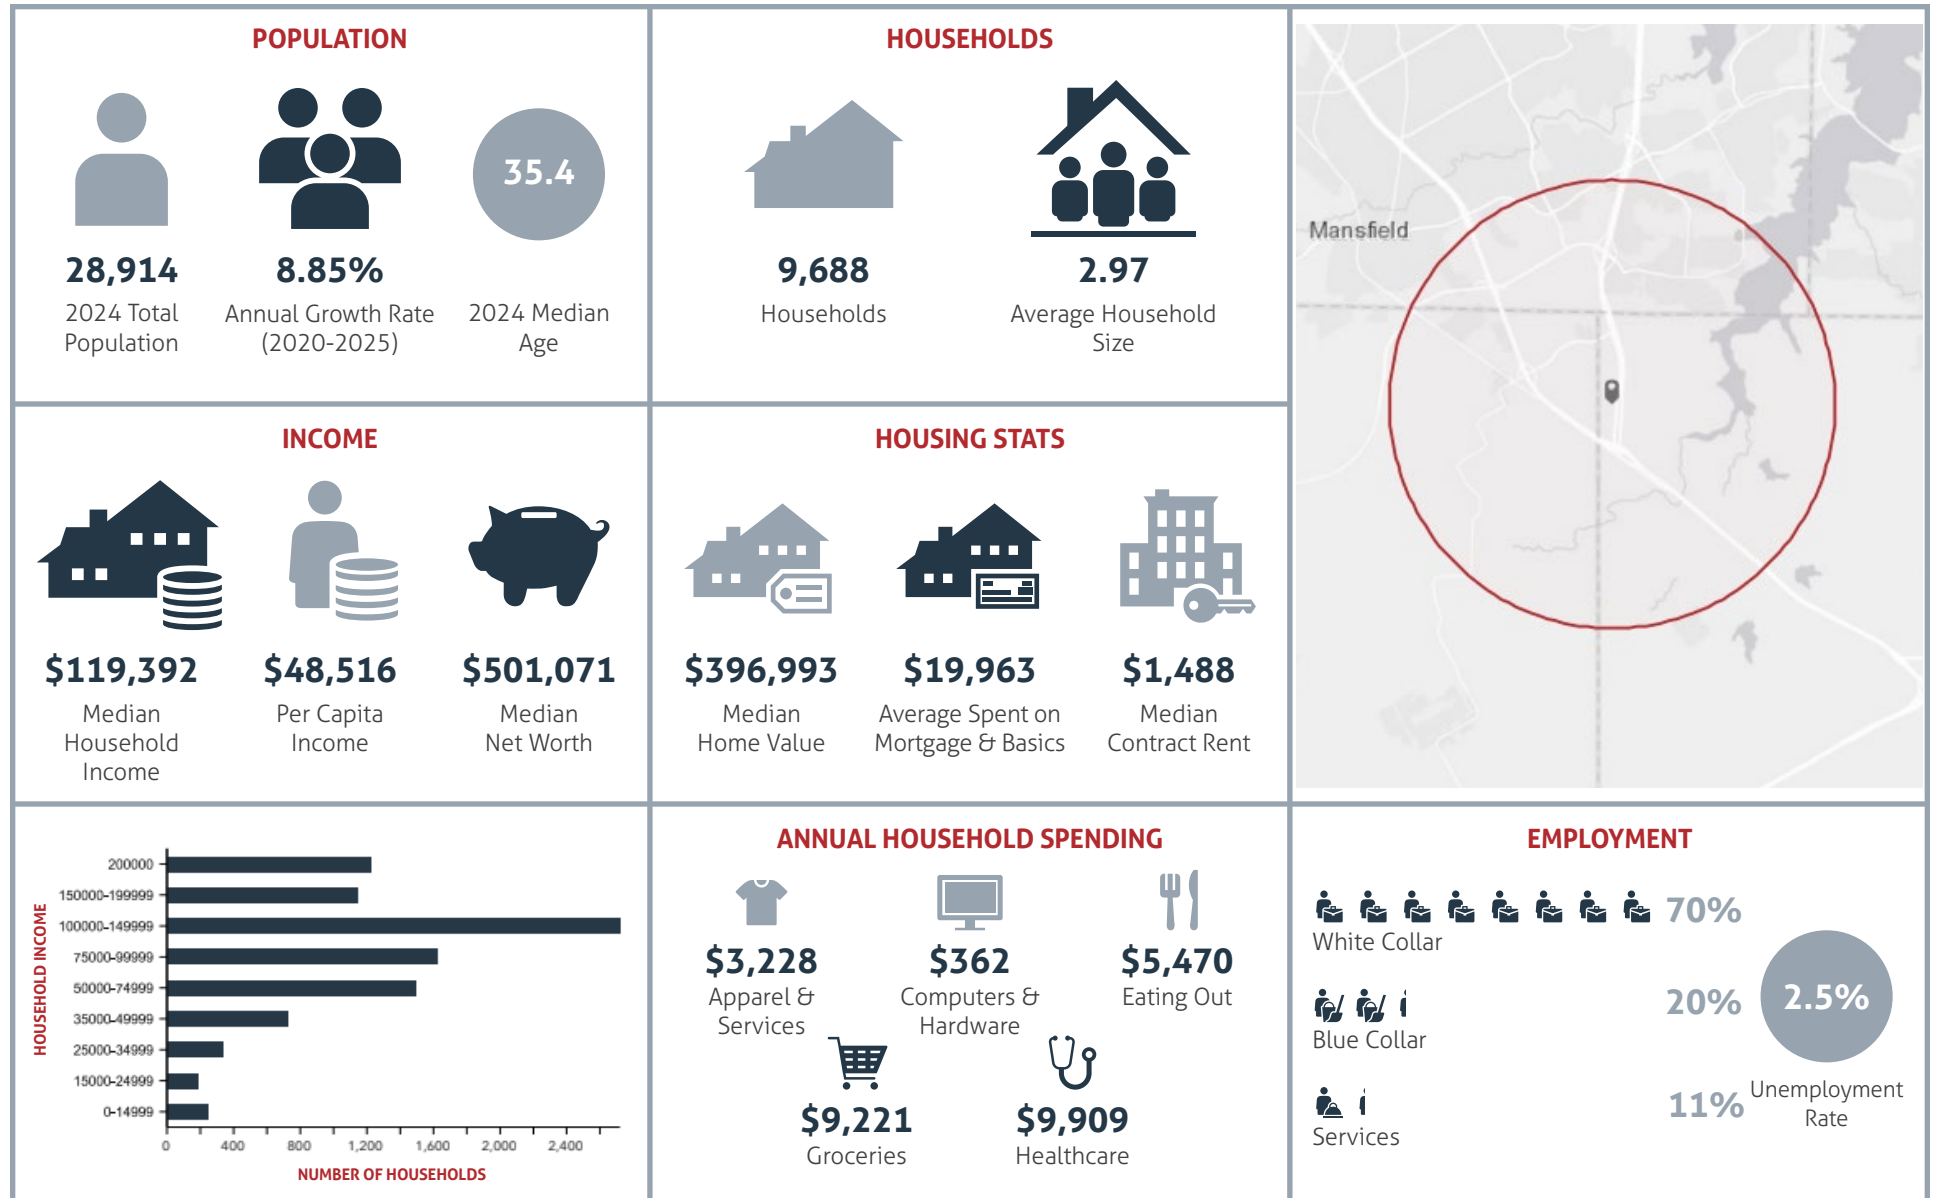 POPULATION
35.4
28,914
2024 Total
Population
8.85%
Annual Growth Rate
(2020-2025)
2024 Median
Age
HOUSEHOLDS
9,688
Households
2.97
Average Household
Size
Mansfield
INCOME
$119,392
Median
Household
Income
$48,516
Per Capita
Income
$501,071
Median
Net Worth
HOUSING STATS
$396,993
Median
Home Value
$19,963
Average Spent on
Mortgage & Basics
$1,488
Median
Contract Rent
HOUSEHOLD INCOME
200000
150000-199999
100000-149999
75000-99999
50000-74999
35000-49999
25000-34999
15000-24999
0-14999
0 400 800 1,200 1,600 2,000 2,400
NUMBER OF HOUSEHOLDS
ANNUAL HOUSEHOLD SPENDING
$3,228
Apparel &
Services
$362
Computers &
Hardware
$5,470
Eating Out
$9,221
Groceries
$9,909
Healthcare
EMPLOYMENT
70%
White Collar
20%
Blue Collar
11%
Services
2.5%
Unemployment
Rate